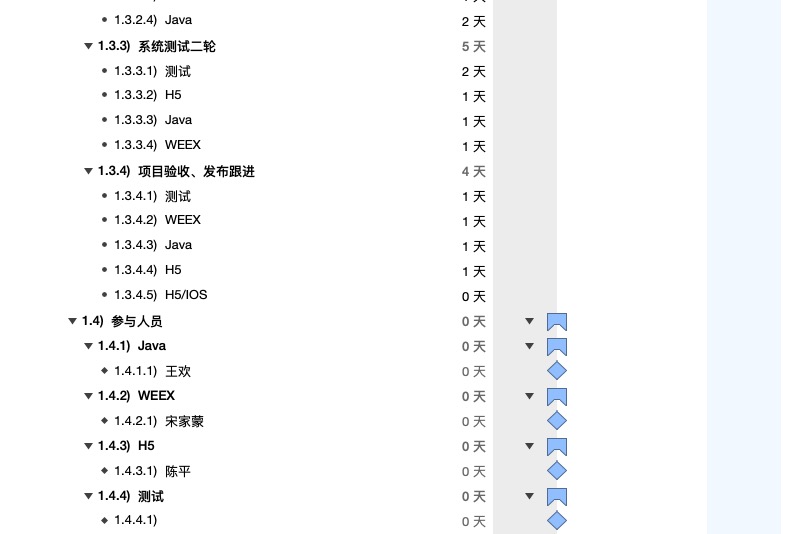 1.3.2.4) Java 2 天
1.3.3) 系统测试二轮 5 天
1.3.3.1) 测试 2 天
1.3.3.2) H5 1 天
1.3.3.3) Java 1 天
1.3.3.4) WEEX 1 天
1.3.4) 项目验收、发布跟进 4 天
1.3.4.1) 测试 1 天
1.3.4.2) WEEX 1 天
1.3.4.3) Java 1 天
1.3.4.4) H5 1 天
1.3.4.5) H5/IOS 0 天
1.4) 参与人员 0 天
1.4.1) Java 0 天
1.4.1.1) 王欢 0 天
1.4.2) WEEX 0 天
1.4.2.1) 宋家蒙 0 天
1.4.3) H5 0 天
1.4.3.1) 陈平 0 天
1.4.4) 测试 0 天
1.4.4.1) 0 天